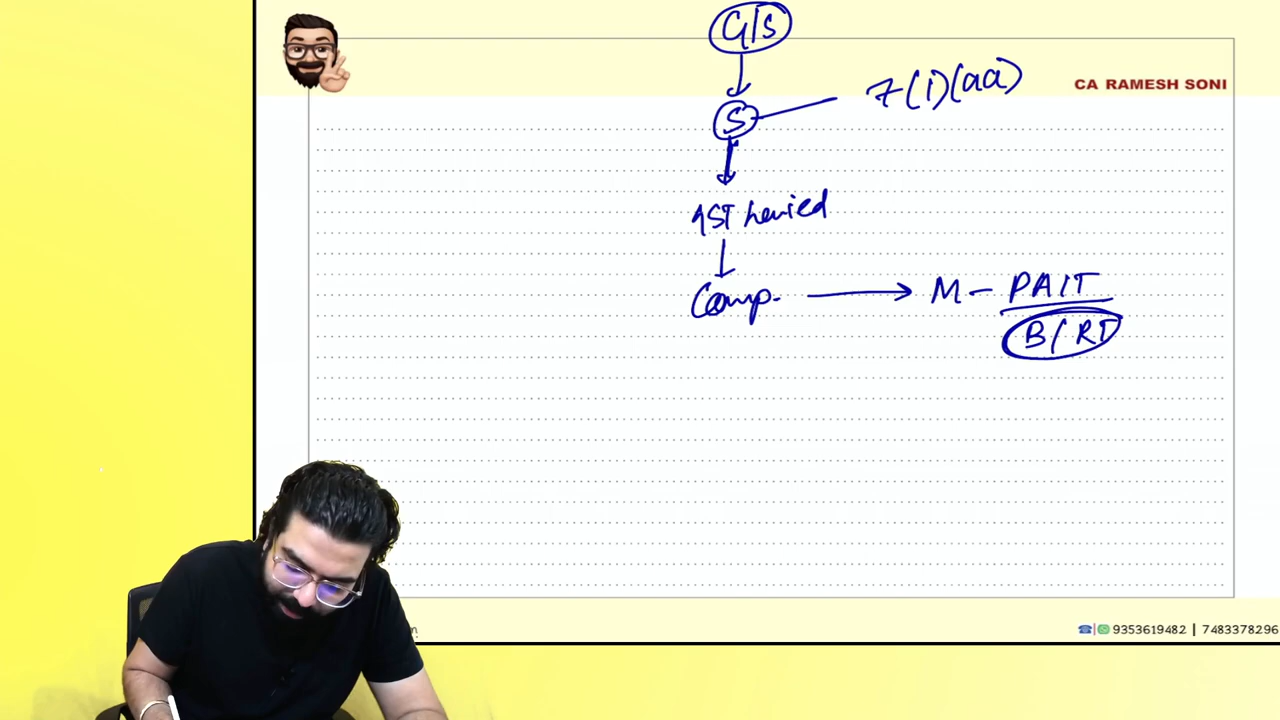 G/S
CA RAMESH SONI
7(1)(aa)
S
GST Levied
Comp. → M - PAIT
B/RD
9353619482 | 7483378296